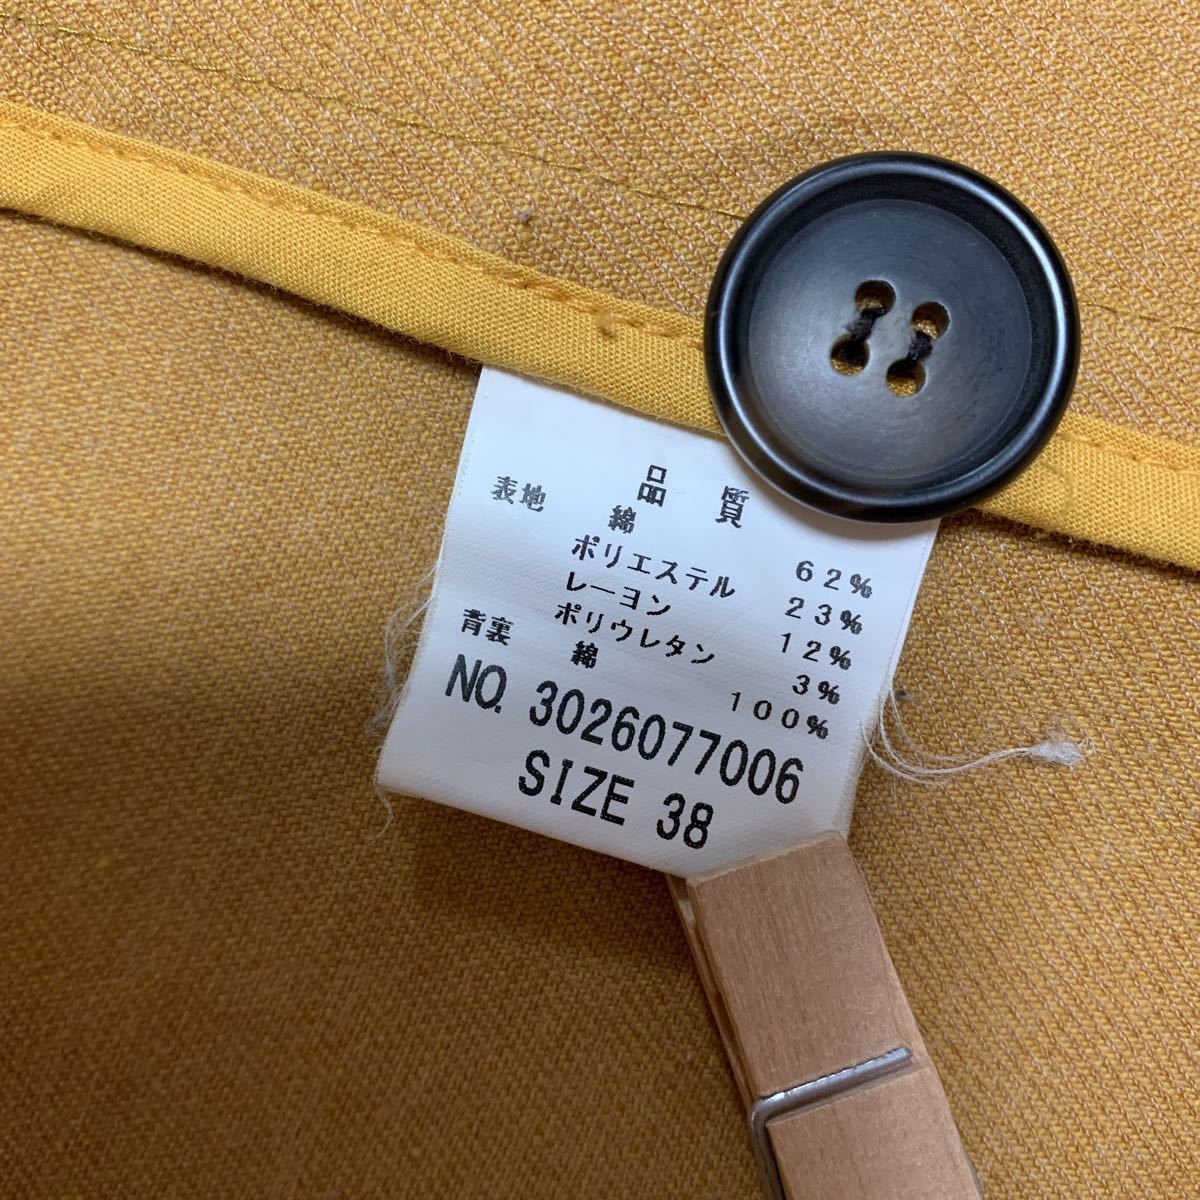 品 質
表地 綿 62%
ポリエステル 23%
レーヨン 12%
ポリウレタン 3%
背裏 綿 100%
NO. 3026077006
SIZE 38